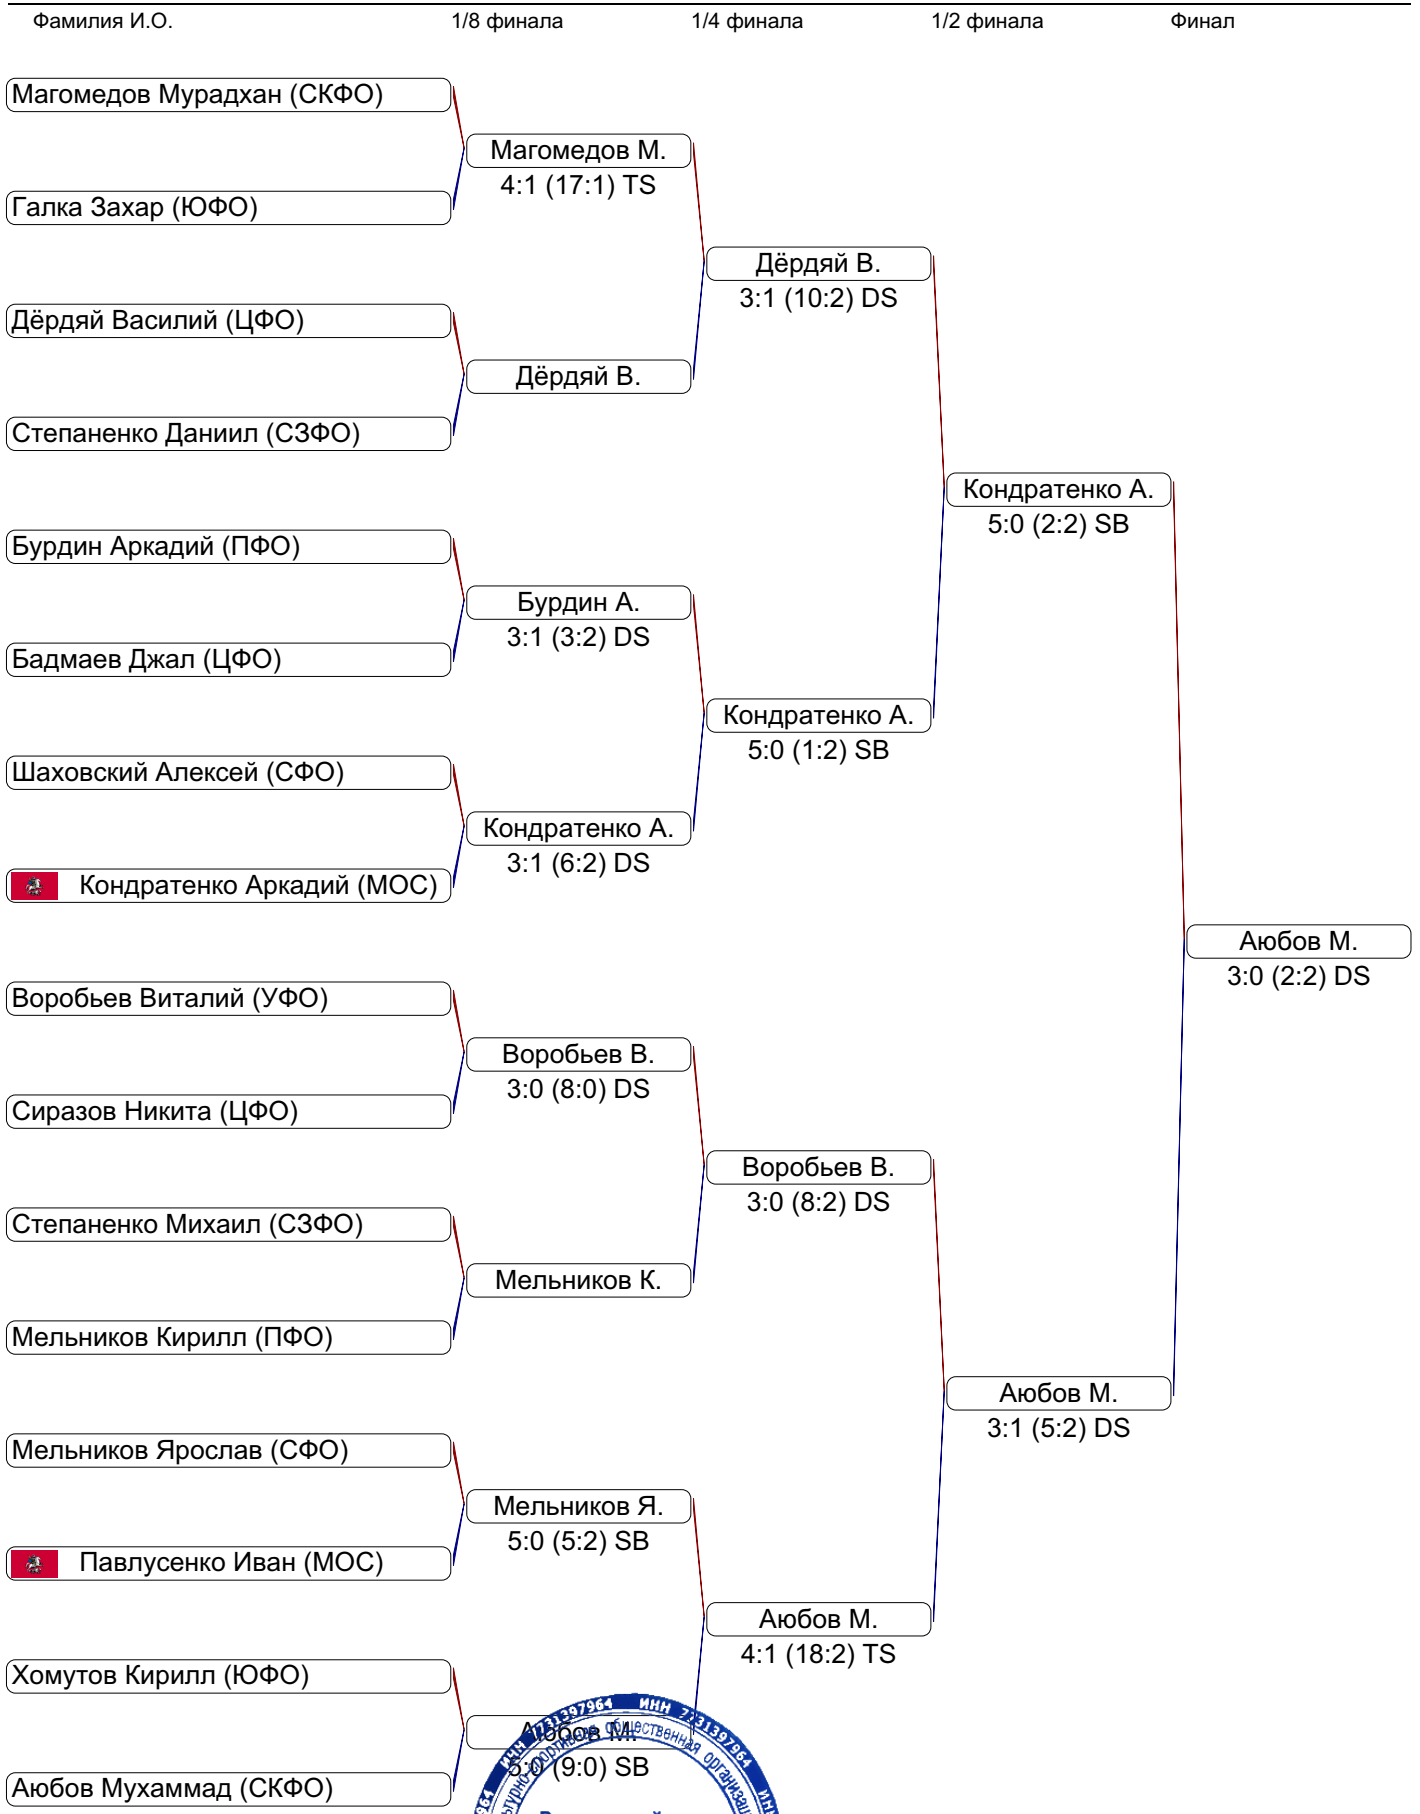 Фамилия И.О. 1/8 финала 1/4 финала 1/2 финала Финал
Магомедов Мурадхан (СКФО)
Магомедов М.
4:1 (17:1) TS
Галка Захар (ЮФО)
Дёрдяй В.
3:1 (10:2) DS
Дёрдяй Василий (ЦФО)
Дёрдяй В.
Степаненко Даниил (СЗФО)
Кондратенко А.
5:0 (2:2) SB
Бурдин Аркадий (ПФО)
Бурдин А.
3:1 (3:2) DS
Бадмаев Джал (ЦФО)
Кондратенко А.
5:0 (1:2) SB
Шаховский Алексей (СФО)
Кондратенко А.
3:1 (6:2) DS
Кондратенко Аркадий (МОС)
Аюбов М.
3:0 (2:2) DS
Воробьев Виталий (УФО)
Воробьев В.
3:0 (8:0) DS
Сиразов Никита (ЦФО)
Воробьев В.
3:0 (8:2) DS
Степаненко Михаил (СЗФО)
Мельников К.
Мельников Кирилл (ПФО)
Аюбов М.
3:1 (5:2) DS
Мельников Ярослав (СФО)
Мельников Я.
5:0 (5:2) SB
Павлусенко Иван (МОС)
Аюбов М.
4:1 (18:2) TS
Хомутов Кирилл (ЮФО)
Аюбов М.
5:0 (9:0) SB
Аюбов Мухаммад (СКФО)
ИНН 7731397964 ИНН 7731397964 ИНН
общественная